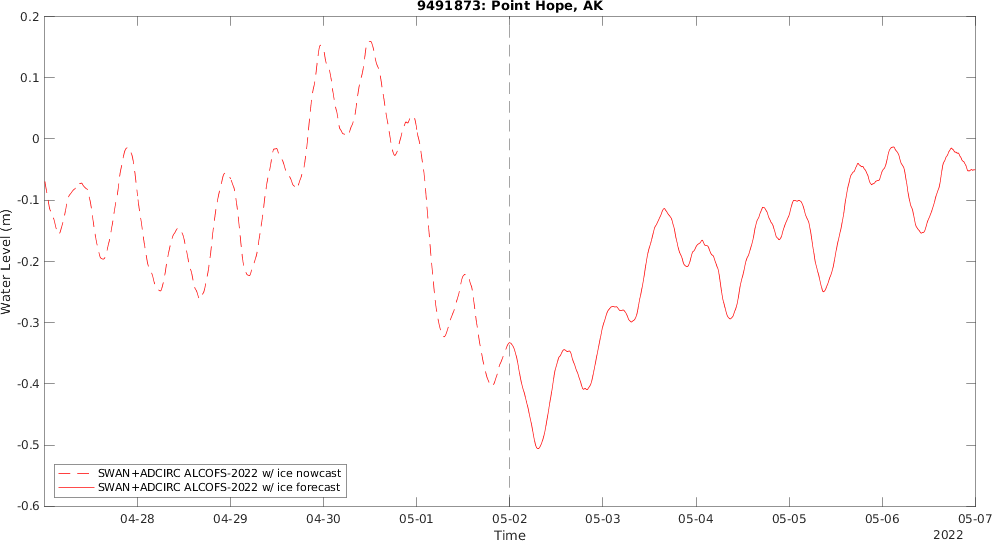 9491873: Point Hope, AK
0.2
0.1
0
-0.1
-0.2
-0.3
-0.4
-0.5
-0.6
Water Level (m)
SWAN+ADCIRC ALCOFS-2022 w/ ice nowcast
SWAN+ADCIRC ALCOFS-2022 w/ ice forecast
04-28 04-29 04-30 05-01 05-02 05-03 05-04 05-05 05-06 05-07
Time
2022